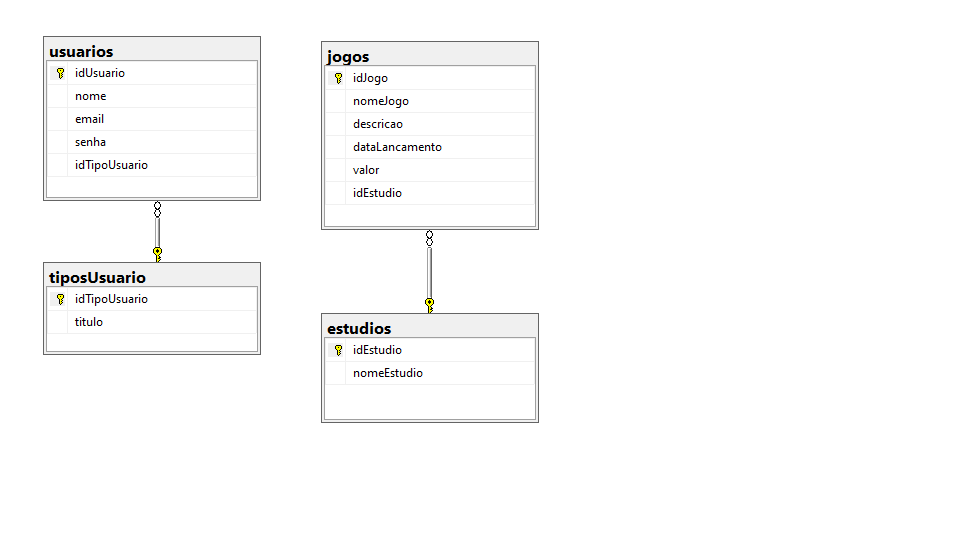 usuarios
idUsuario
nome
email
senha
idTipoUsuario
tiposUsuario
idTipoUsuario
titulo
jogos
idJogo
nomeJogo
descricao
dataLancamento
valor
idEstudio
estudios
idEstudio
nomeEstudio